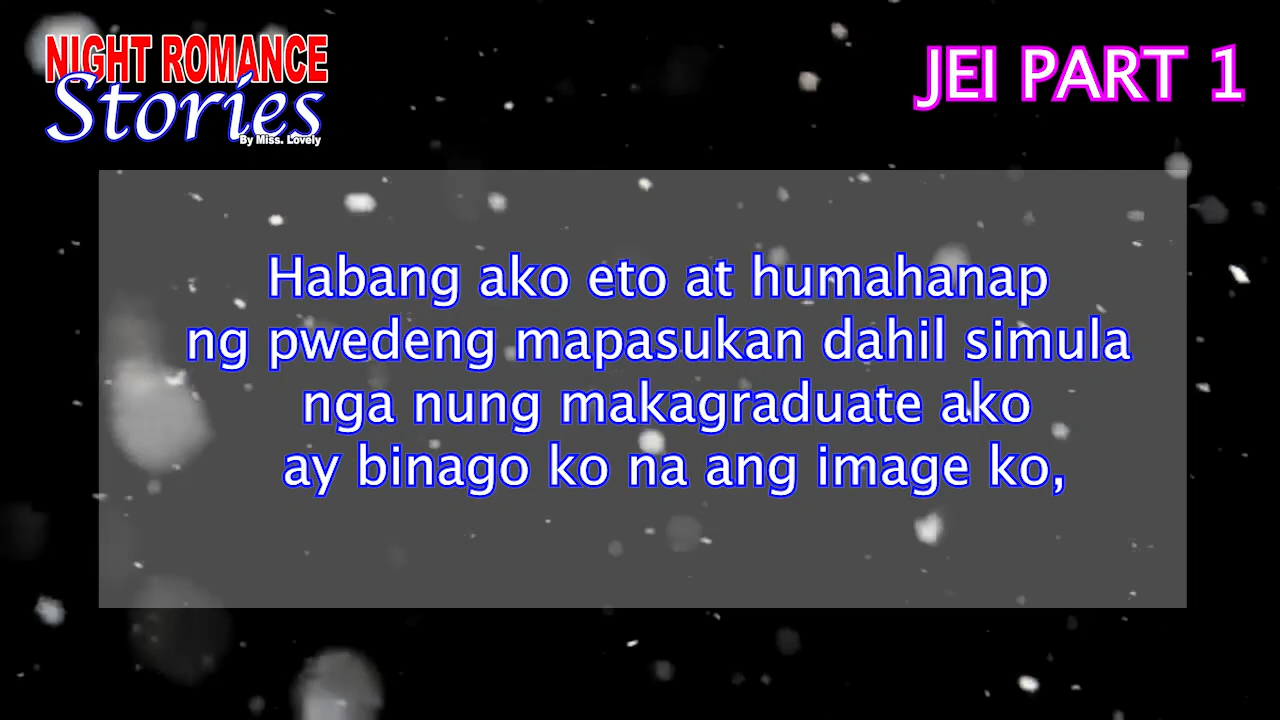 NIGHT ROMANCE
Stories
By Miss. Lovely
JEI PART 1
Habang ako eto at humahanap
ng pwedeng mapasukan dahil simula
nga nung makagraduate ako
ay binago ko na ang image ko,